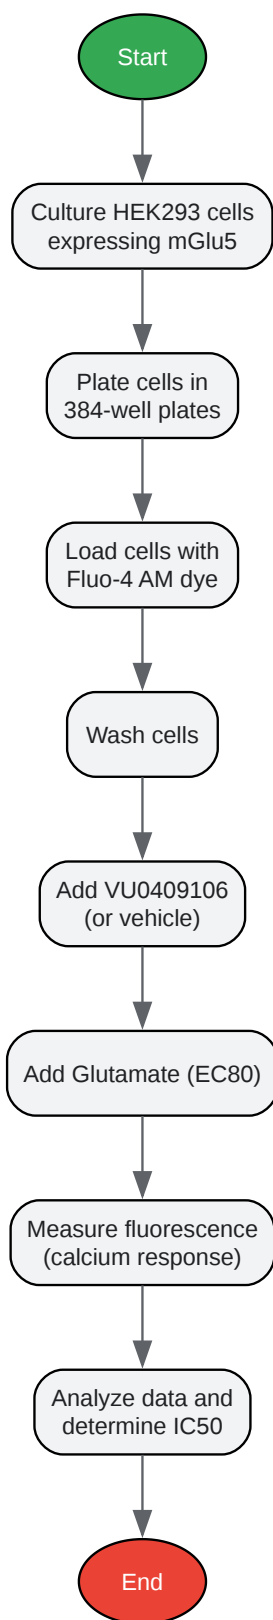 Start
Culture HEK293 cells
expressing mGlu5
Plate cells in
384-well plates
Load cells with
Fluo-4 AM dye
Wash cells
Add VU0409106
(or vehicle)
Add Glutamate (EC80)
Measure fluorescence
(calcium response)
Analyze data and
determine IC50
End